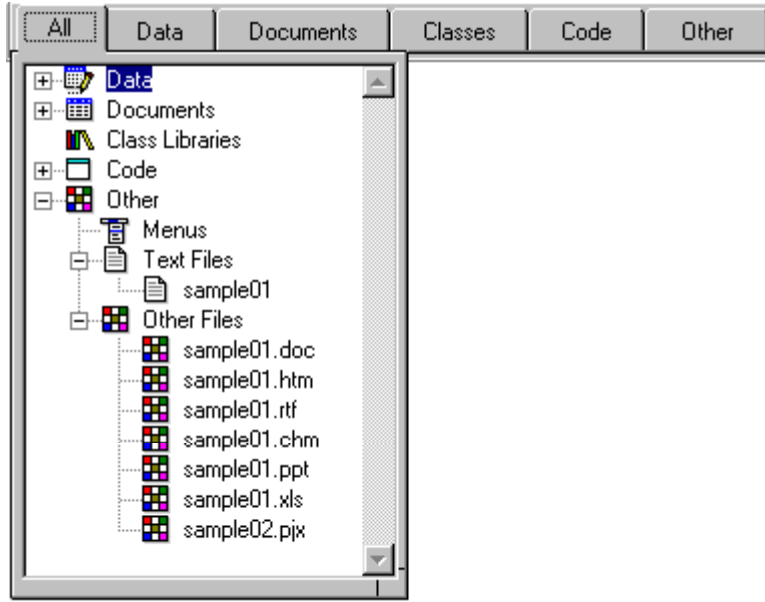 All Data Documents Classes Code Other
Data
Documents
Class Libraries
Code
Other
Menus
Text Files
sample01
Other Files
sample01.doc
sample01.htm
sample01.rtf
sample01.chm
sample01.ppt
sample01.xls
sample02.pjx